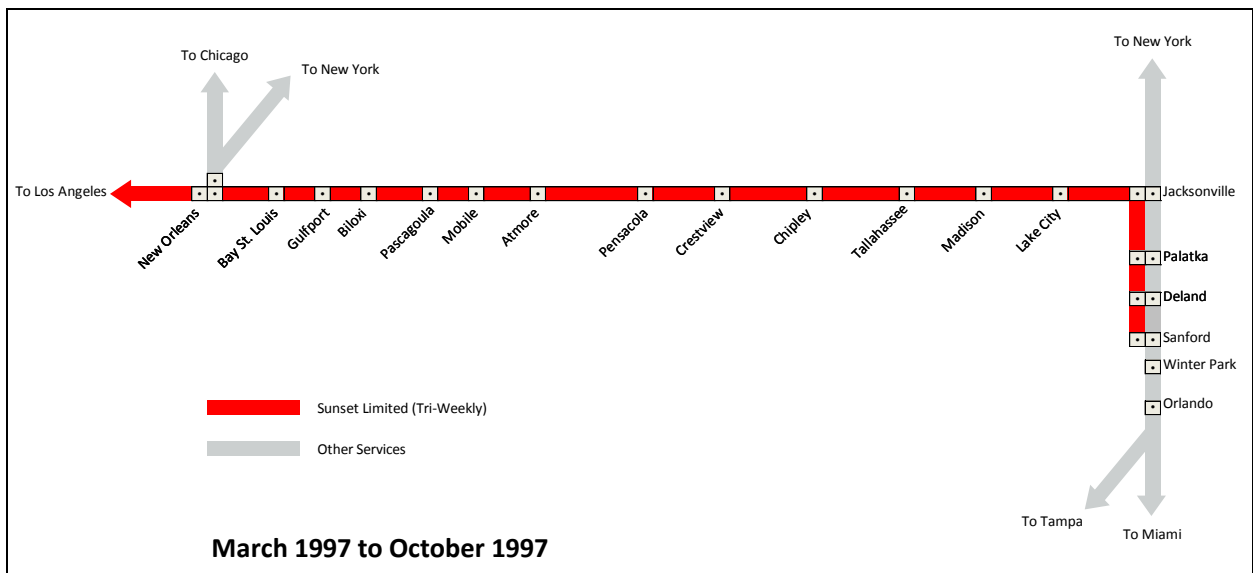 To Chicago
To New York
To New York
To Los Angeles
New Orleans
Bay St. Louis
Gulfport
Biloxi
Pascagoula
Mobile
Atmore
Pensacola
Crestview
Chipley
Tallahassee
Madison
Lake City
Jacksonville
Palatka
Deland
Sanford
Winter Park
Orlando
Sunset Limited (Tri-Weekly)
Other Services
To Tampa
To Miami
March 1997 to October 1997